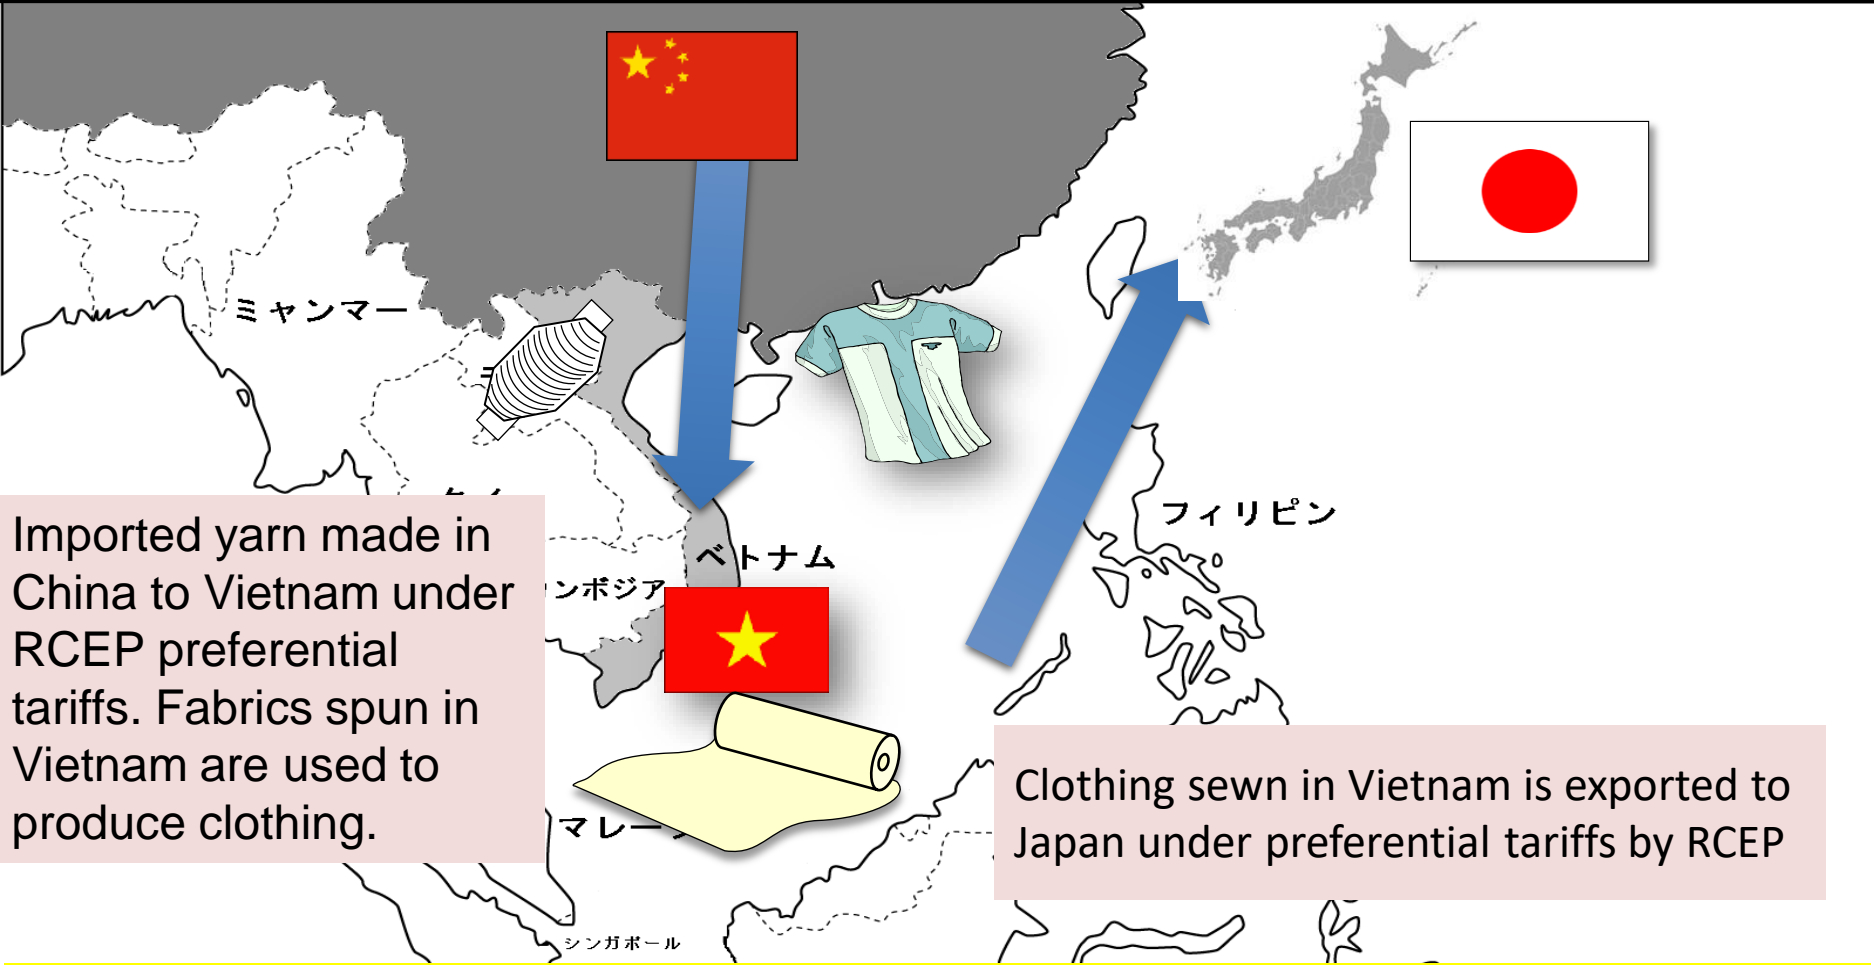 ミャンマー
Imported yarn made in
China to Vietnam under
RCEP preferential
tariffs. Fabrics spun in
Vietnam are used to
produce clothing.
フィリピン
ベトナム
ンボジア
マレー
Clothing sewn in Vietnam is exported to
Japan under preferential tariffs by RCEP
シンガポール